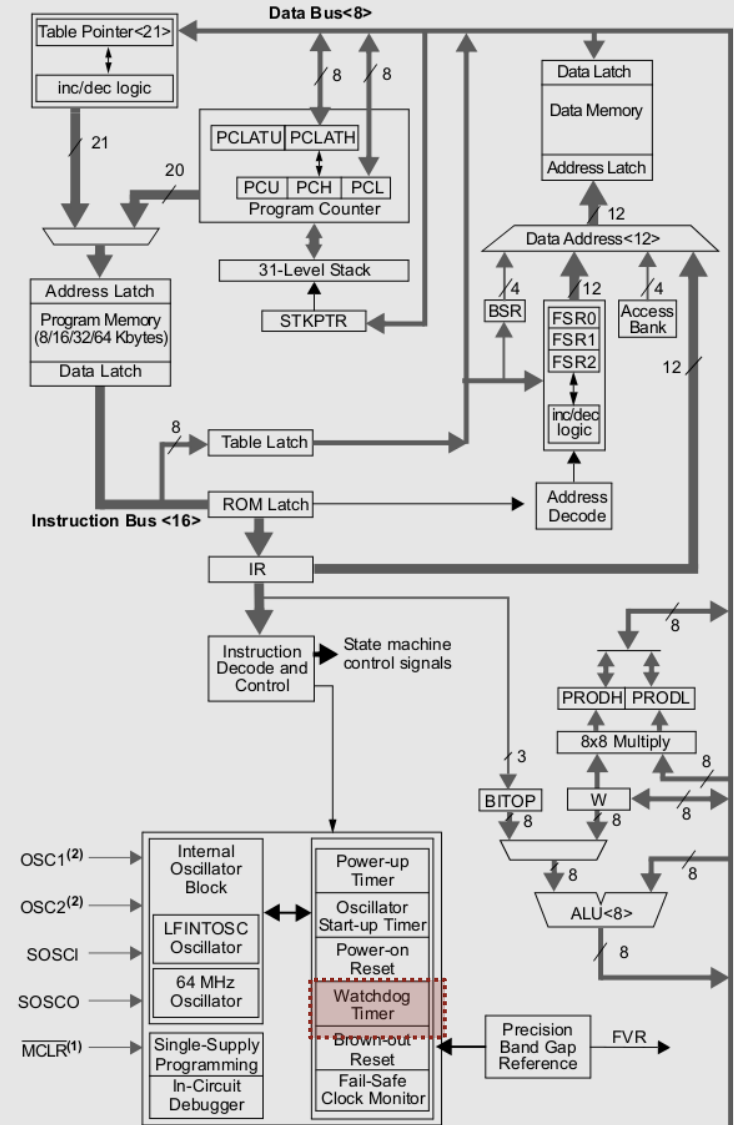 Data Bus<8>
Table Pointer<21>
inc/dec logic
21
20
8
8
PCLATU PCLATH
PCU PCH PCL
Program Counter
31-Level Stack
STKPTR
Data Latch
Data Memory
Address Latch
12
Data Address<12>
4
12
4
BSR
FSR0
FSR1
FSR2
inc/dec
logic
Access
Bank
12
Address
Decode
Address Latch
Program Memory
(8/16/32/64 Kbytes)
Data Latch
8
Table Latch
ROM Latch
Instruction Bus <16>
IR
Instruction
Decode and
Control
State machine
control signals
8
PRODH PRODL
8x8 Multiply
8
3
BITOP
W
8
8
8
8
8
ALU<8>
8
OSC1(2)
OSC2(2)
SOSCI
SOSCO
MCLR(1)
Internal
Oscillator
Block
LFINTOSC
Oscillator
64 MHz
Oscillator
Single-Supply
Programming
In-Circuit
Debugger
Power-up
Timer
Oscillator
Start-up Timer
Power-on
Reset
Watchdog
Timer
Brown-out
Reset
Fail-Safe
Clock Monitor
Precision
Band Gap
Reference
FVR